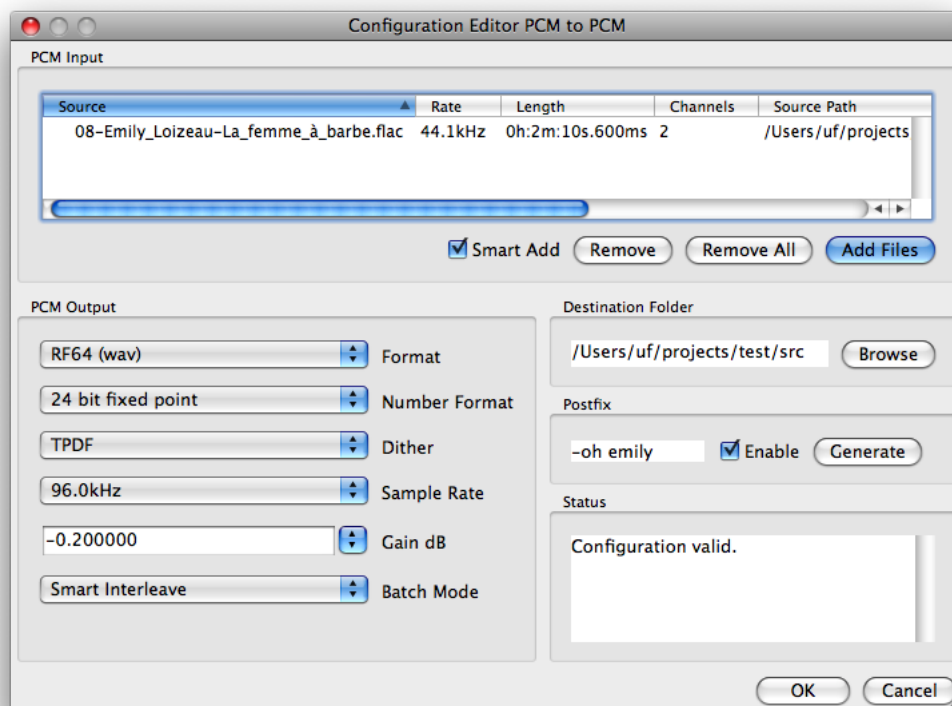 Configuration Editor PCM to PCM
PCM Input
Source Rate Length Channels Source Path
08-Emily_Loizeau-La_femme_à_barbe.flac 44.1kHz 0h:2m:10s.600ms 2 /Users/uf/projects
Smart Add Remove Remove All Add Files
PCM Output
RF64 (wav) Format
24 bit fixed point Number Format
TPDF Dither
96.0kHz Sample Rate
-0.200000 Gain dB
Smart Interleave Batch Mode
Destination Folder
/Users/uf/projects/test/src Browse
Postfix
-oh emily Enable Generate
Status
Configuration valid.
OK Cancel